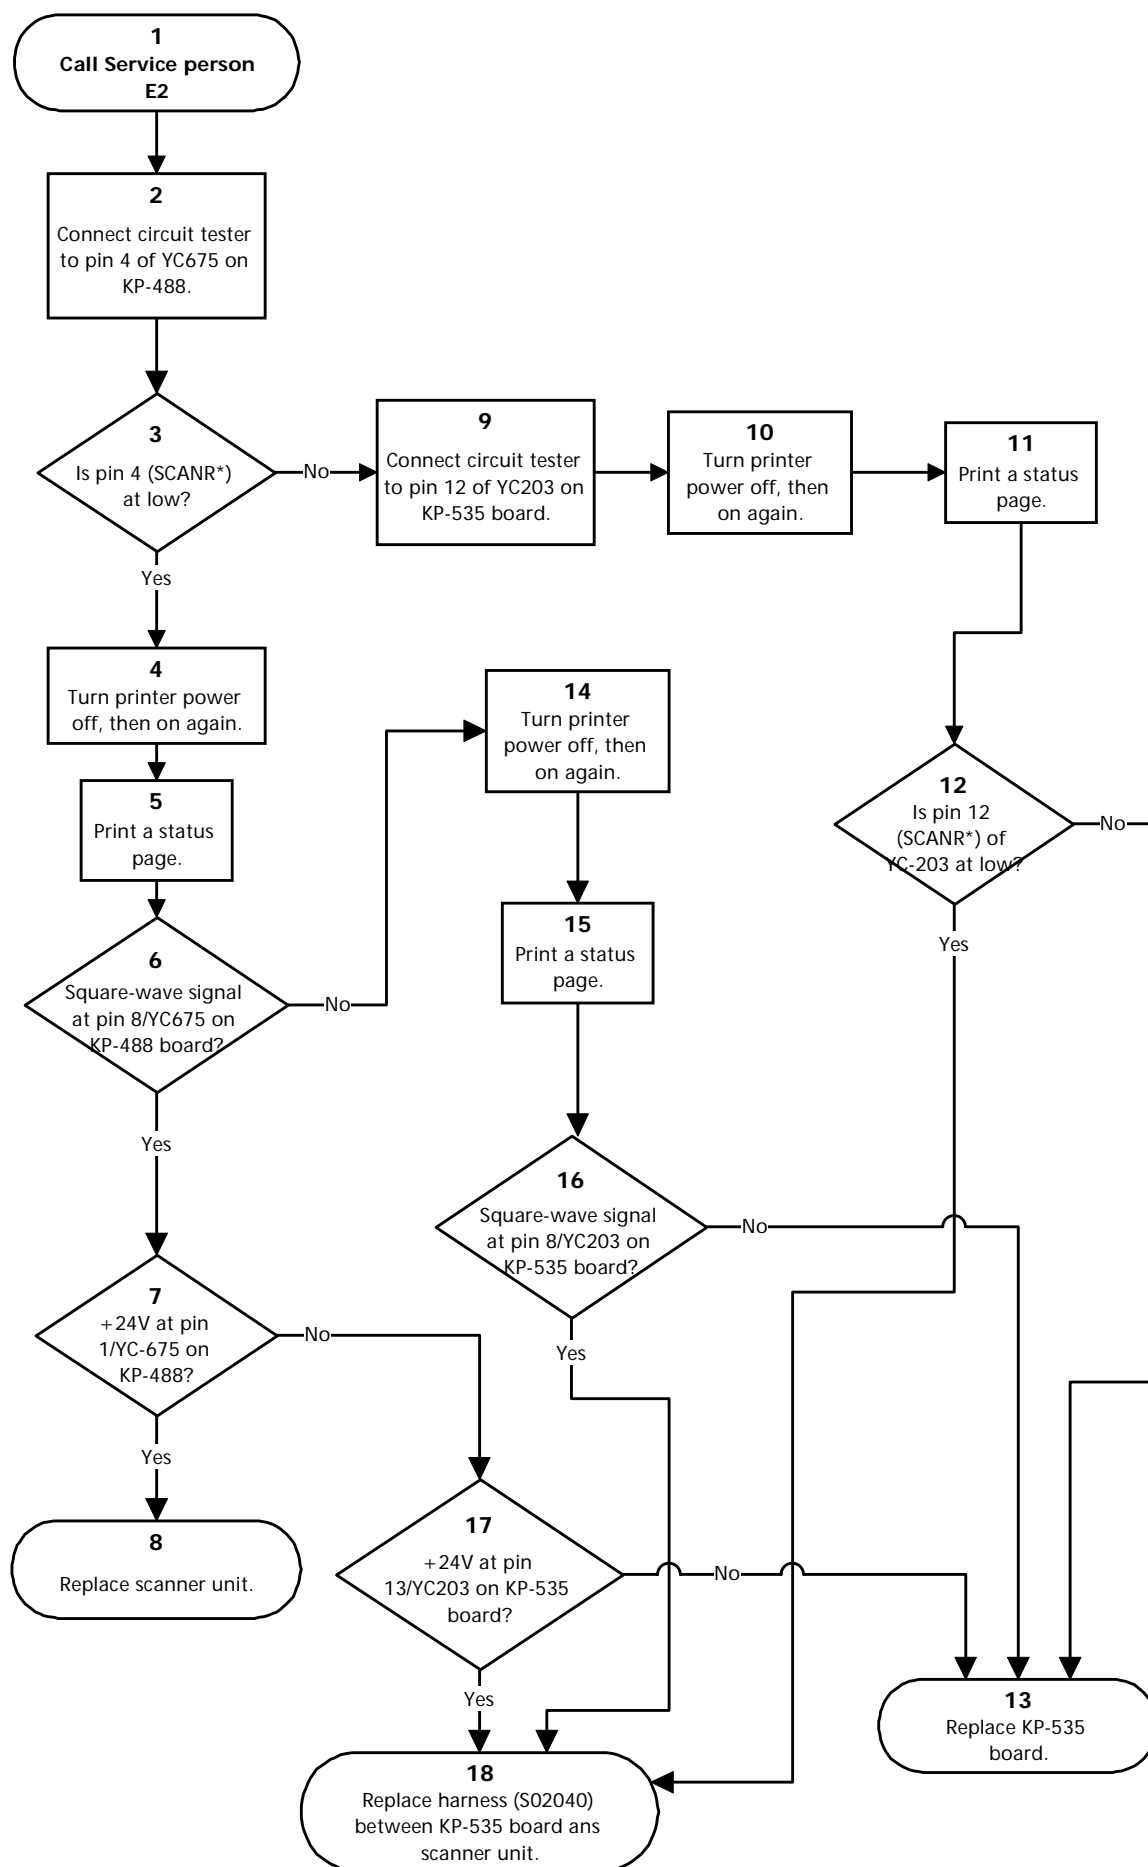 1
Call Service person
E2
2
Connect circuit tester
to pin 4 of YC675 on
KP-488.
3
Is pin 4 (SCANR*)
at low?
No
Yes
9
Connect circuit tester
to pin 12 of YC203 on
KP-535 board.
10
Turn printer
power off, then
on again.
11
Print a status
page.
4
Turn printer power
off, then on again.
5
Print a status
page.
6
Square-wave signal
at pin 8/YC675 on
KP-488 board?
No
Yes
14
Turn printer
power off, then
on again.
15
Print a status
page.
12
Is pin 12
(SCANR*) of
YC-203 at low?
No
Yes
16
Square-wave signal
at pin 8/YC203 on
KP-535 board?
No
Yes
7
+24V at pin
1/YC-675 on
KP-488?
No
Yes
8
Replace scanner unit.
17
+24V at pin
13/YC203 on KP-535
board?
No
Yes
13
Replace KP-535
board.
18
Replace harness (S02040)
between KP-535 board ans
scanner unit.